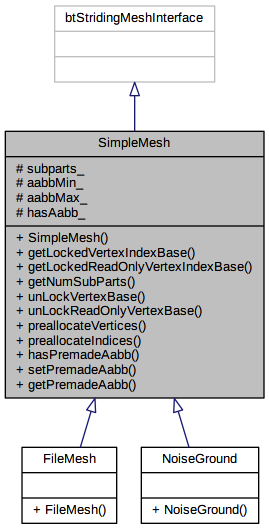 btStridingMeshInterface
SimpleMesh
# subparts_
# aabbMin_
# aabbMax_
# hasAabb_
+ SimpleMesh()
+ getLockedVertexIndexBase()
+ getLockedReadOnlyVertexIndexBase()
+ getNumSubParts()
+ unLockVertexBase()
+ unLockReadOnlyVertexBase()
+ preallocateVertices()
+ preallocateIndices()
+ hasPremadeAabb()
+ setPremadeAabb()
+ getPremadeAabb()
FileMesh
+ FileMesh()
NoiseGround
+ NoiseGround()